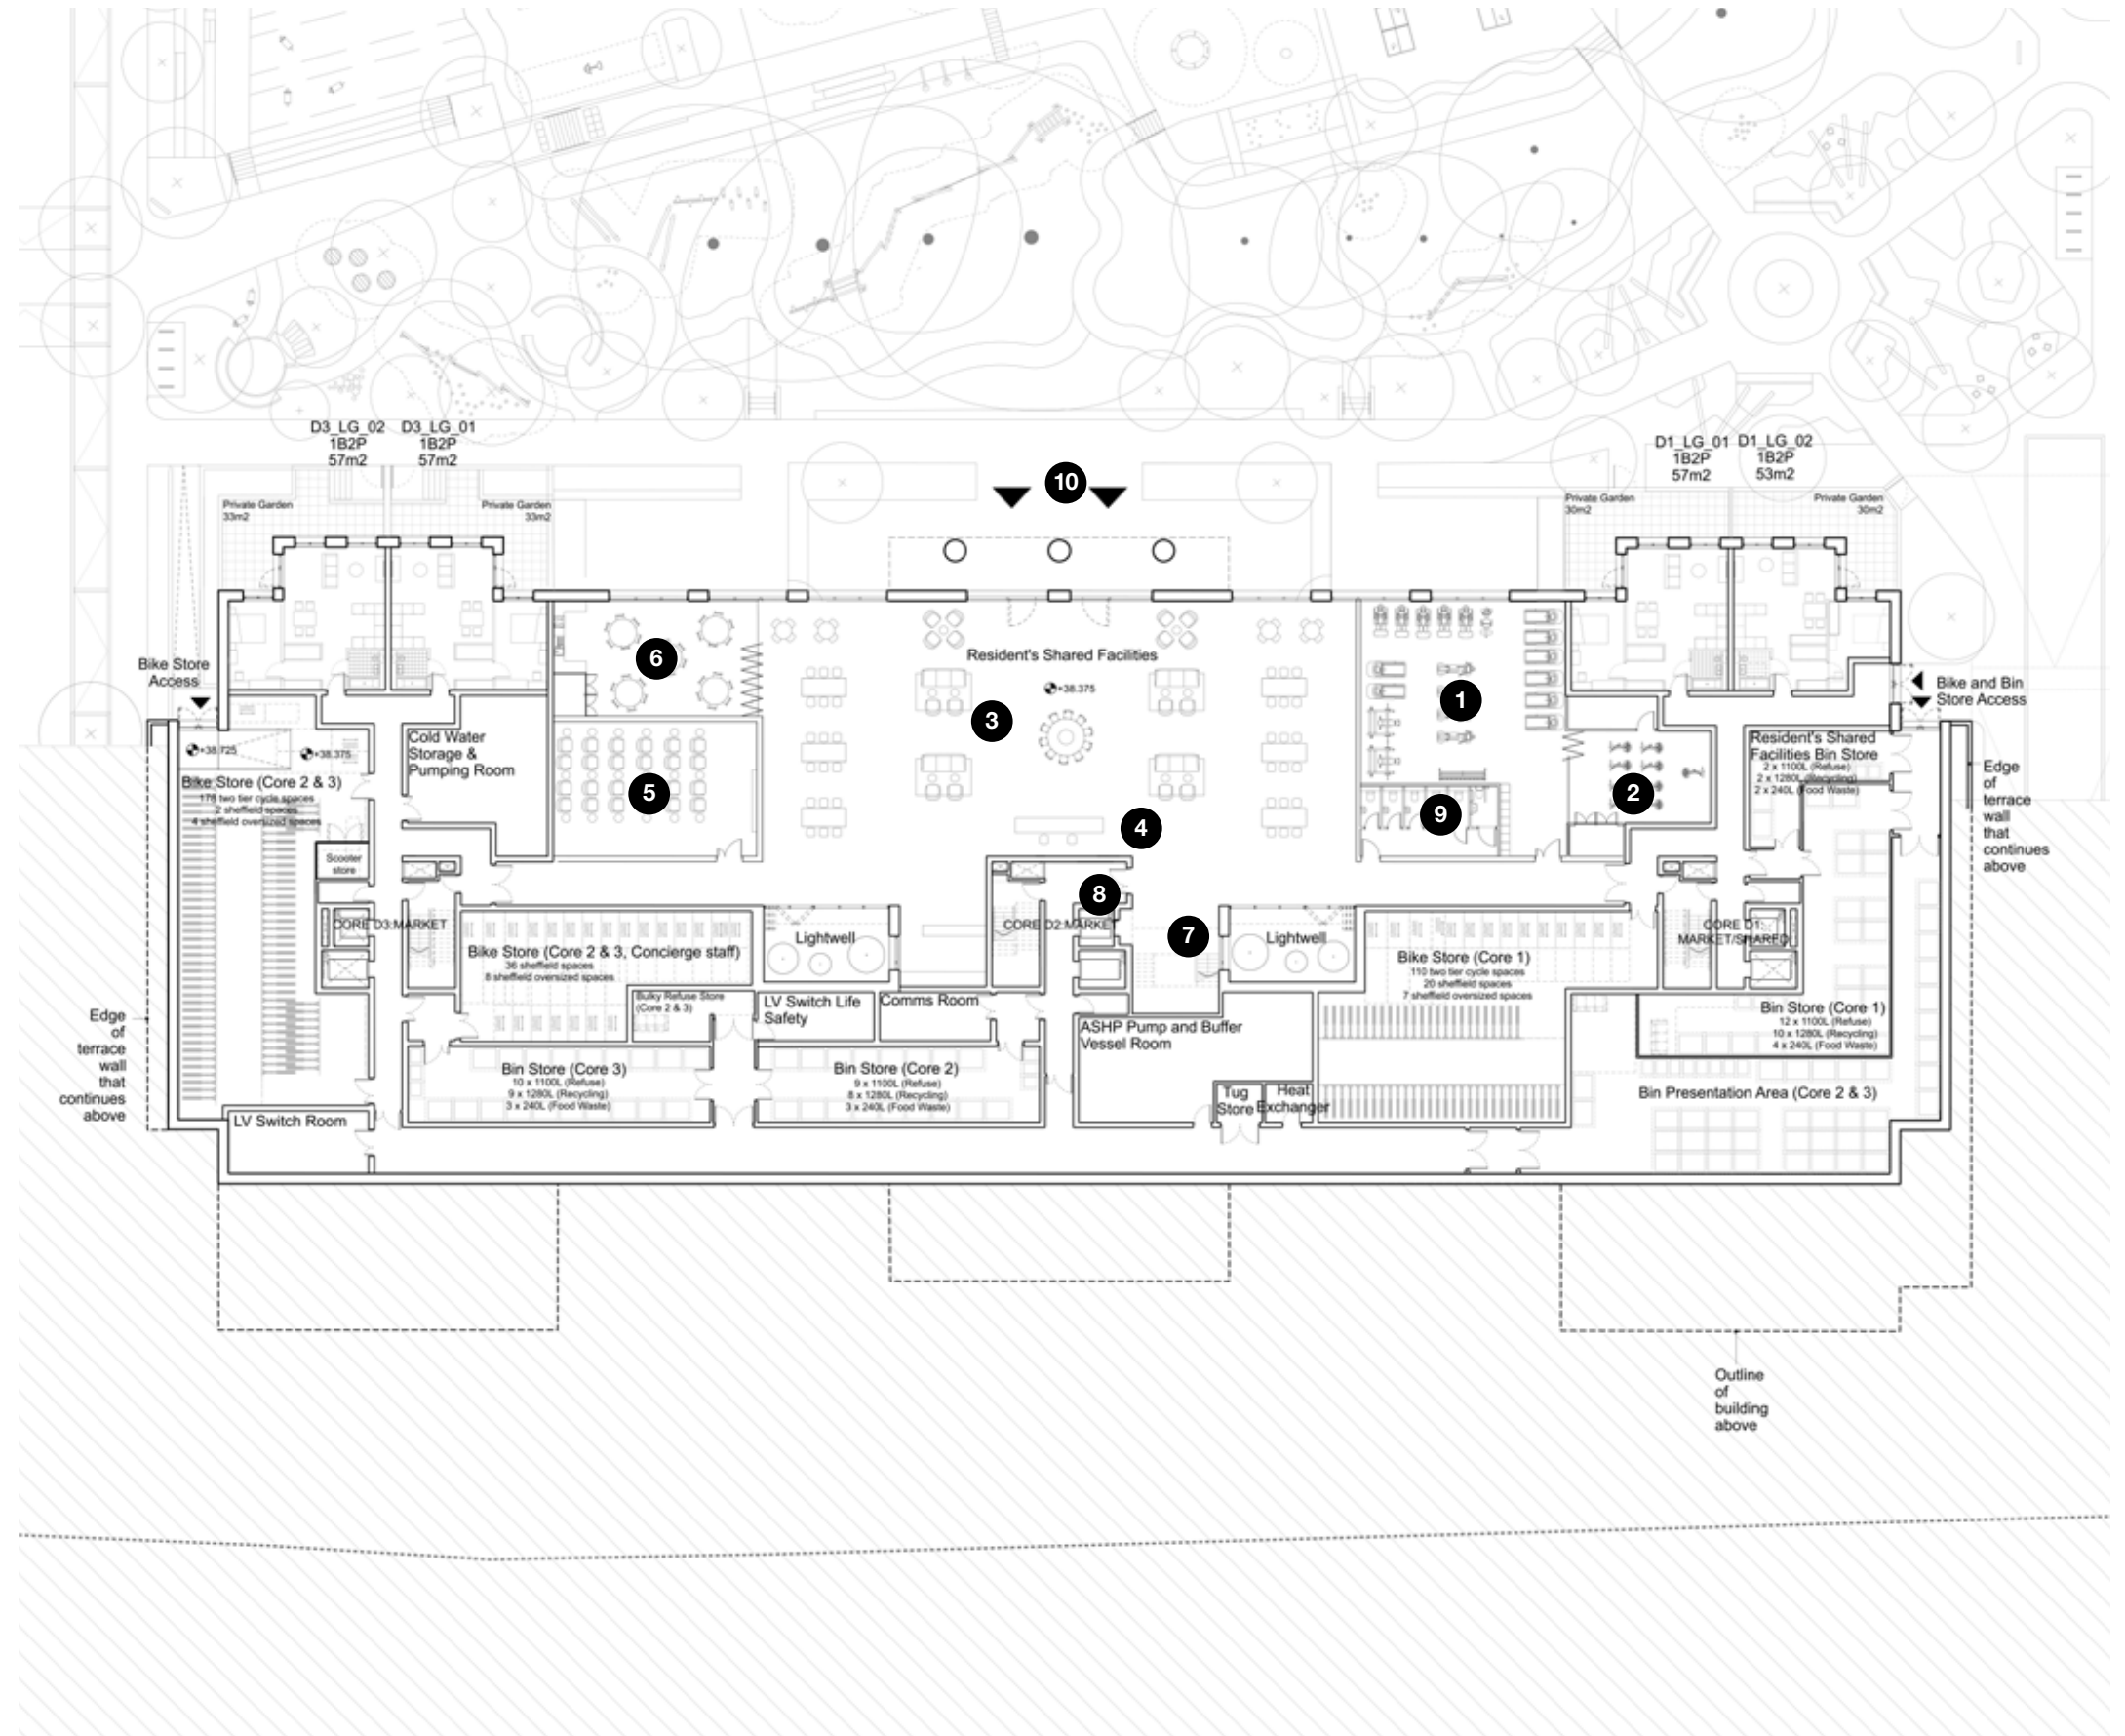 D3_LG_02
1B2P
57m2
D3_LG_01
1B2P
57m2
D1_LG_01
1B2P
57m2
D1_LG_02
1B2P
53m2
10
Private Garden
33m2
Private Garden
33m2
Private Garden
30m2
Private Garden
30m2
Bike Store
Access
6
Resident's Shared Facilities
+38.375
3
1
Bike and Bin
Store Access
+38.725
+38.375
Cold Water
Storage &
Pumping Room
Resident's Shared
Facilities Bin Store
2 x 1100L (Refuse)
2 x 1280L (Recycling)
2 x 240L (Food Waste)
Bike Store (Core 2 & 3)
178 two tier cycle spaces
2 sheffield spaces
4 sheffield oversized spaces
5
4
9
2
Edge
of
terrace
wall
that
continues
above
Scooter
store
8
CORE D3:MARKET
CORE D2:MARKET
7
CORE D1:
MARKET/SHARED
Bike Store (Core 2 & 3, Concierge staff)
36 sheffield spaces
8 sheffield oversized spaces
Lightwell
Lightwell
Bike Store (Core 1)
110 two tier cycle spaces
20 sheffield spaces
7 sheffield oversized spaces
Bulky Refuse Store
(Core 2 & 3)
LV Switch Life
Safety
Comms Room
ASHP Pump and Buffer
Vessel Room
Bin Store (Core 1)
12 x 1100L (Refuse)
10 x 1280L (Recycling)
4 x 240L (Food Waste)
Edge
of
terrace
wall
that
continues
above
Bin Store (Core 3)
10 x 1100L (Refuse)
9 x 1280L (Recycling)
3 x 240L (Food Waste)
Bin Store (Core 2)
9 x 1100L (Refuse)
8 x 1280L (Recycling)
3 x 240L (Food Waste)
Tug
Store
Heat
Exchanger
Bin Presentation Area (Core 2 & 3)
LV Switch Room
Outline
of
building
above